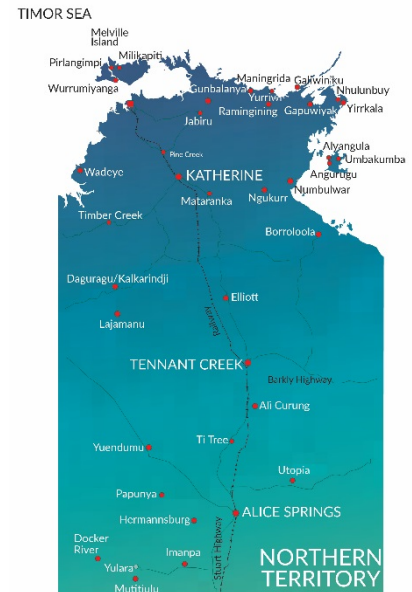 TIMOR SEA
Melville
Island
Milikapiti
Pirlangimpi
Wurrumiyanga
Maningrida
Galiwinku
Gunbalanya
Yurrwi
Nhulunbuy
Ramingining
Gapuwiyak
Yirrkala
Jabiru
Alyangula
Pine Creek
Umbakumba
Wadeye
KATHERINE
Angurugu
Mataranka
Ngukurr
Numbulwar
Timber Creek
Borroloola
Daguragu/Kalkarindji
Elliott
Lajamanu
Railway
TENNANT CREEK
Barkly Highway
Ali Curung
Ti Tree
Yuendumu
Utopia
Papunya
Hermannsburg
ALICE SPRINGS
Docker
River
Imanpa
Stuart Highway
NORTHERN
TERRITORY
Yulara
Mutitjulu